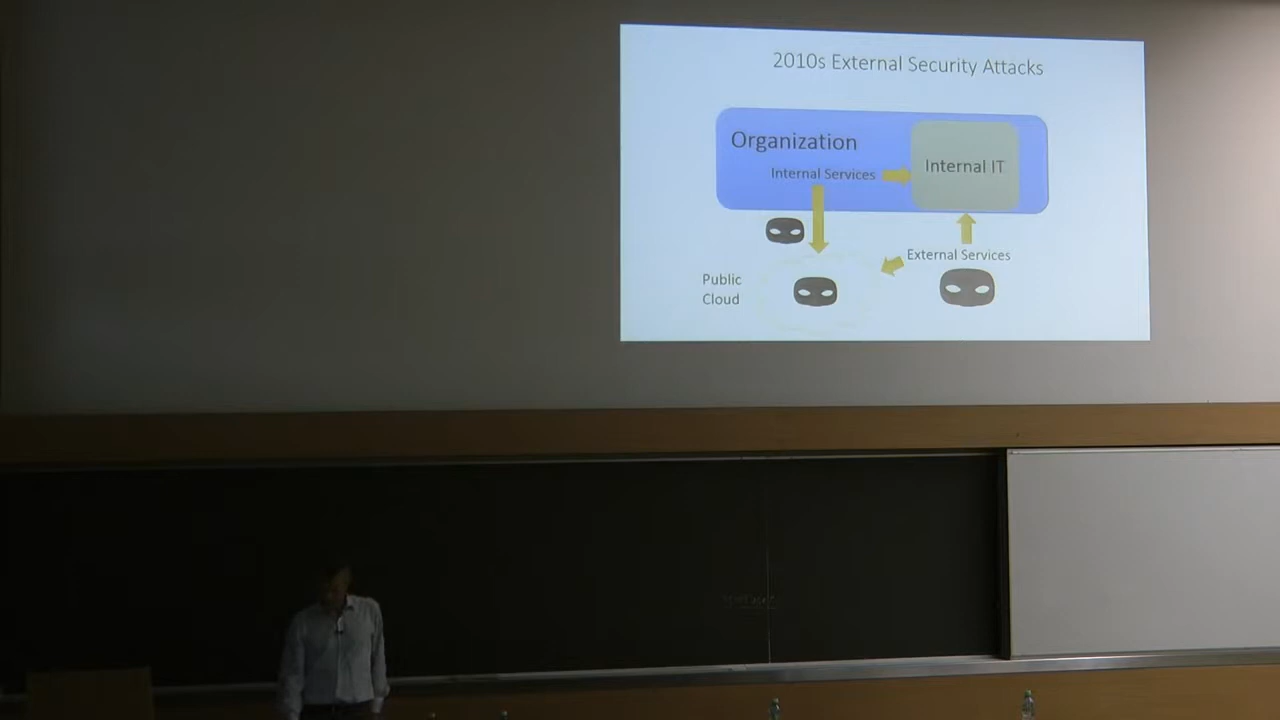 2010s External Security Attacks
Organization
Internal Services
Internal IT
External Services
Public
Cloud